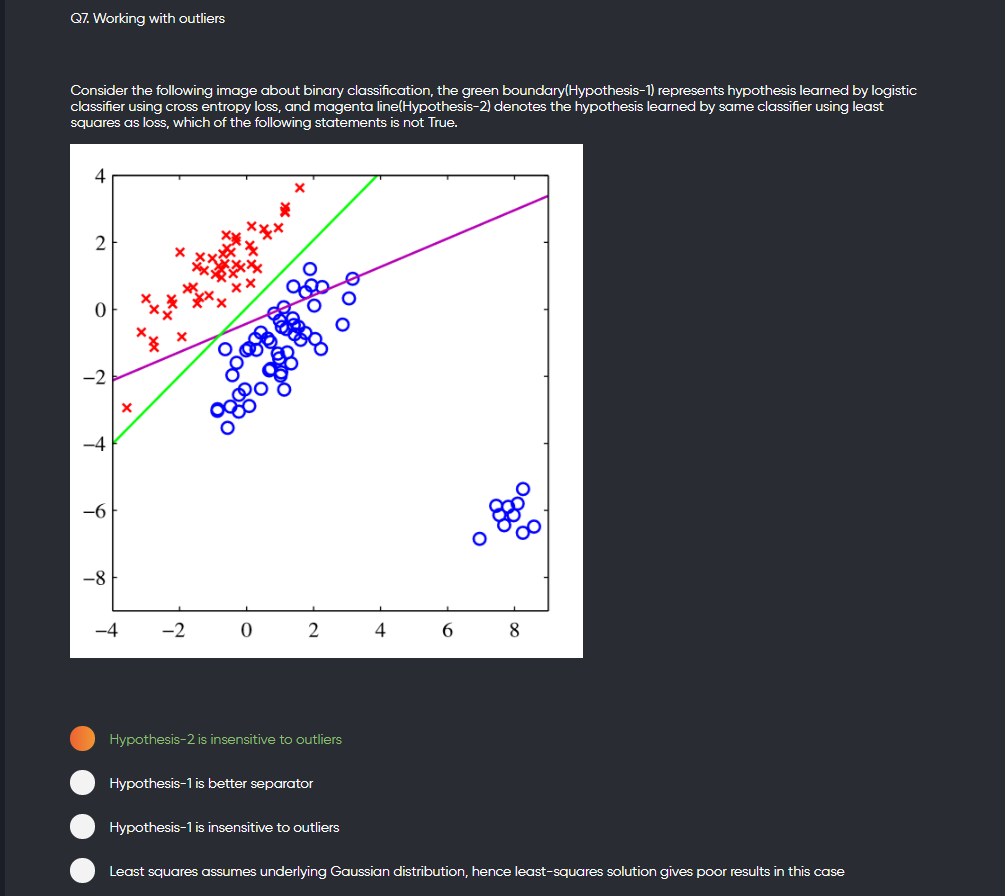 Q7. Working with outliers
Consider the following image about binary classification, the green boundary(Hypothesis-1) represents hypothesis learned by logistic
classifier using cross entropy loss, and magenta line(Hypothesis-2) denotes the hypothesis learned by same classifier using least
squares as loss, which of the following statements is not True.
4
2
0
−2
−4
−6
−8
−4 −2 0 2 4 6 8
Hypothesis-2 is insensitive to outliers
Hypothesis-1 is better separator
Hypothesis-1 is insensitive to outliers
Least squares assumes underlying Gaussian distribution, hence least-squares solution gives poor results in this case